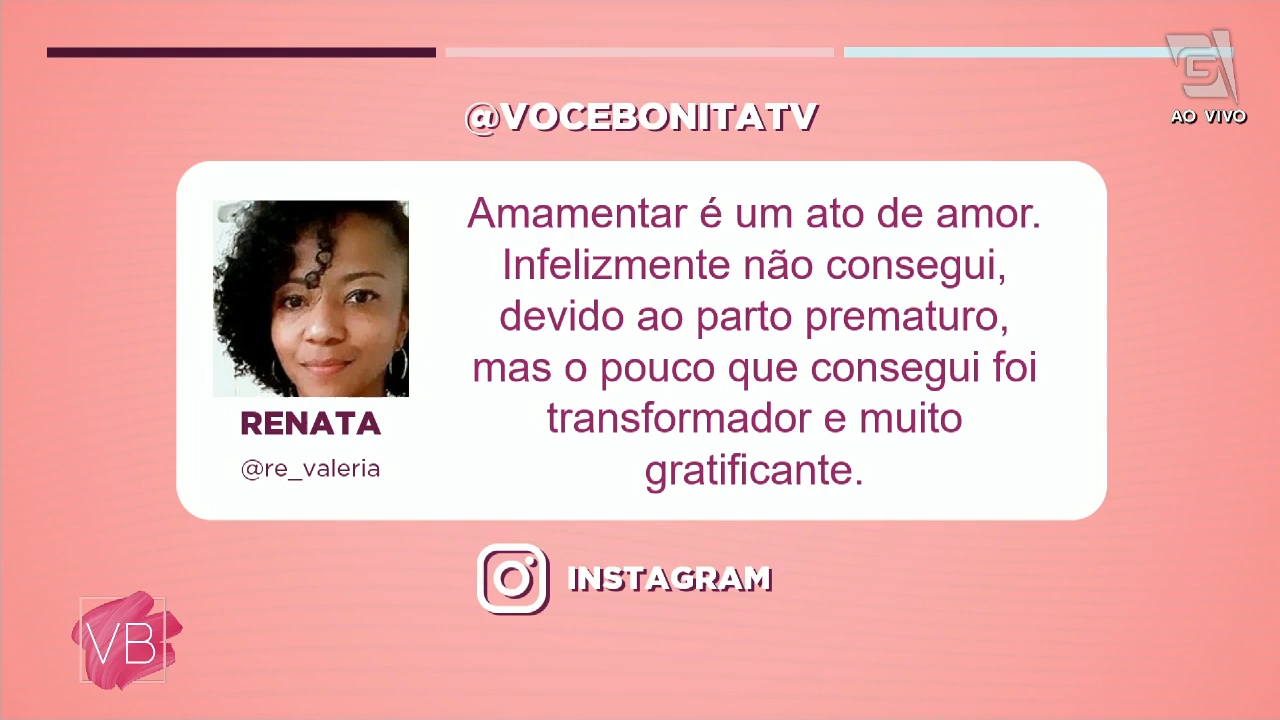 @VOCEBONITATV
AO VIVO
Amamentar é um ato de amor.
Infelizmente não consegui,
devido ao parto prematuro,
mas o pouco que consegui foi
transformador e muito
gratificante.
RENATA
@re_valeria
INSTAGRAM
VB